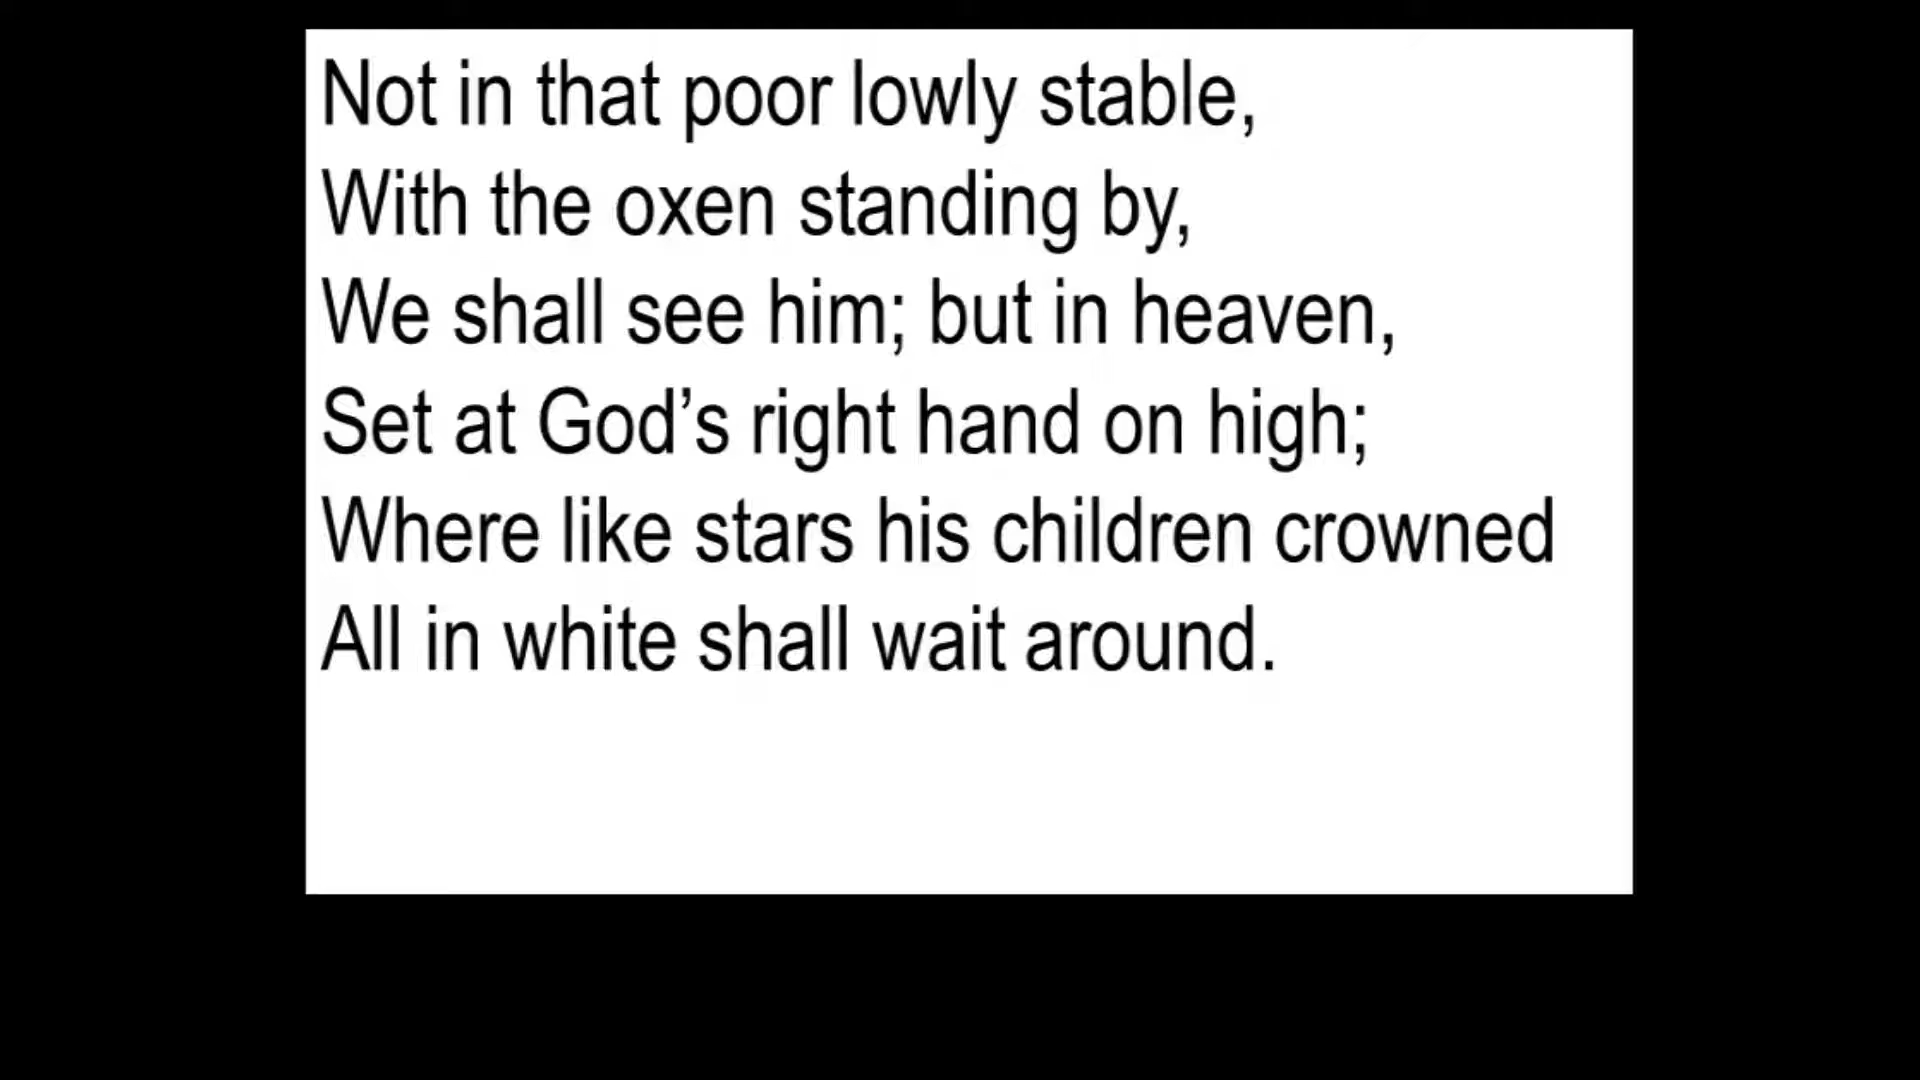 Not in that poor lowly stable,
With the oxen standing by,
We shall see him; but in heaven,
Set at God’s right hand on high;
Where like stars his children crowned
All in white shall wait around.